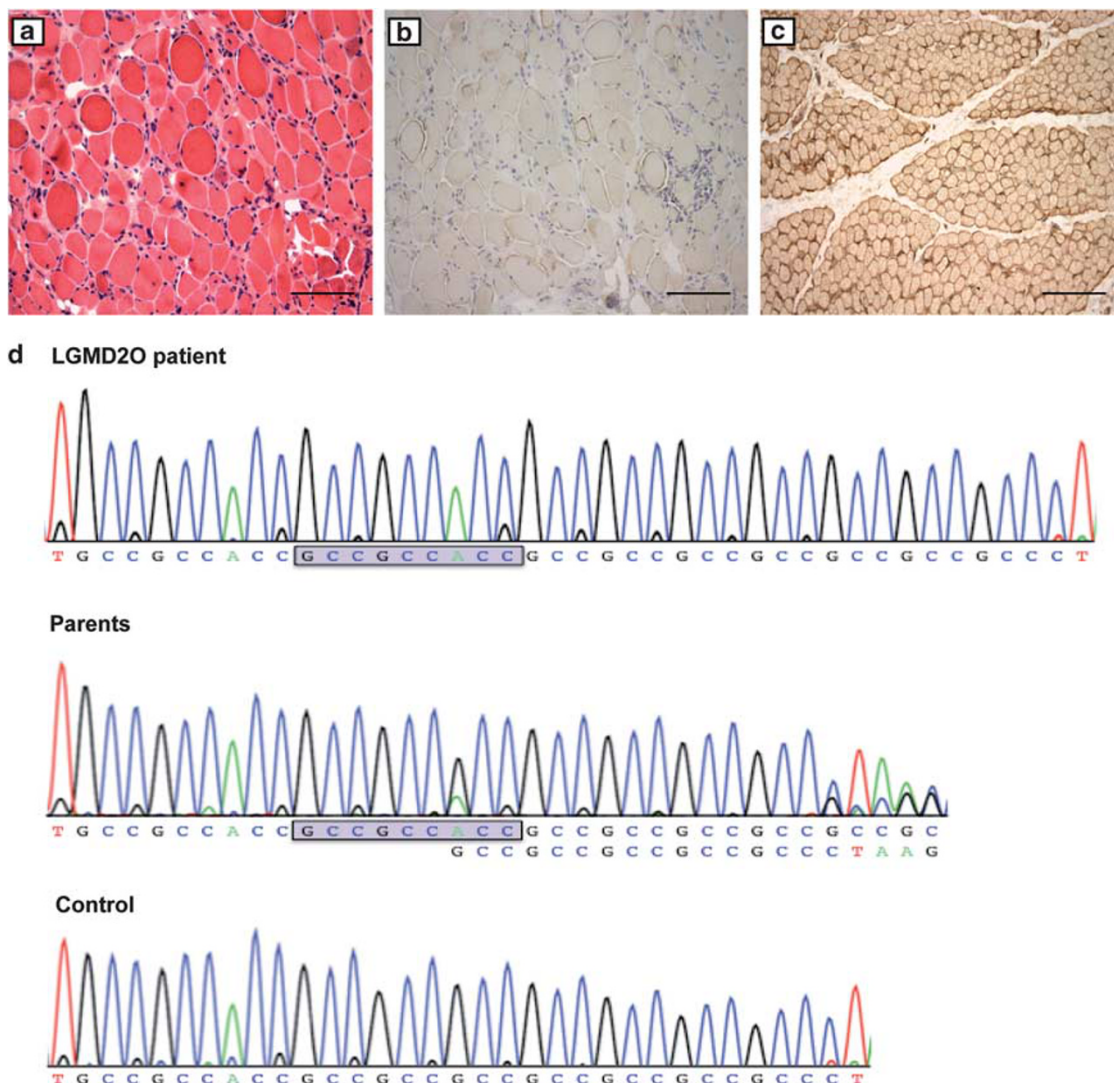 a
b
c
d LGMD2O patient
T G C C G C C A C C G C C G C C A C C G C C G C C G C C G C C G C C G C C G C C C T
Parents
T G C C G C C A C C G C C G C C A C C G C C G C C G C C G C C G C C G C
G C C G C C G C C G C C G C C C T A A G
Control
T G C C G C C A C C G C C G C C G C C G C C G C C G C C G C C C T